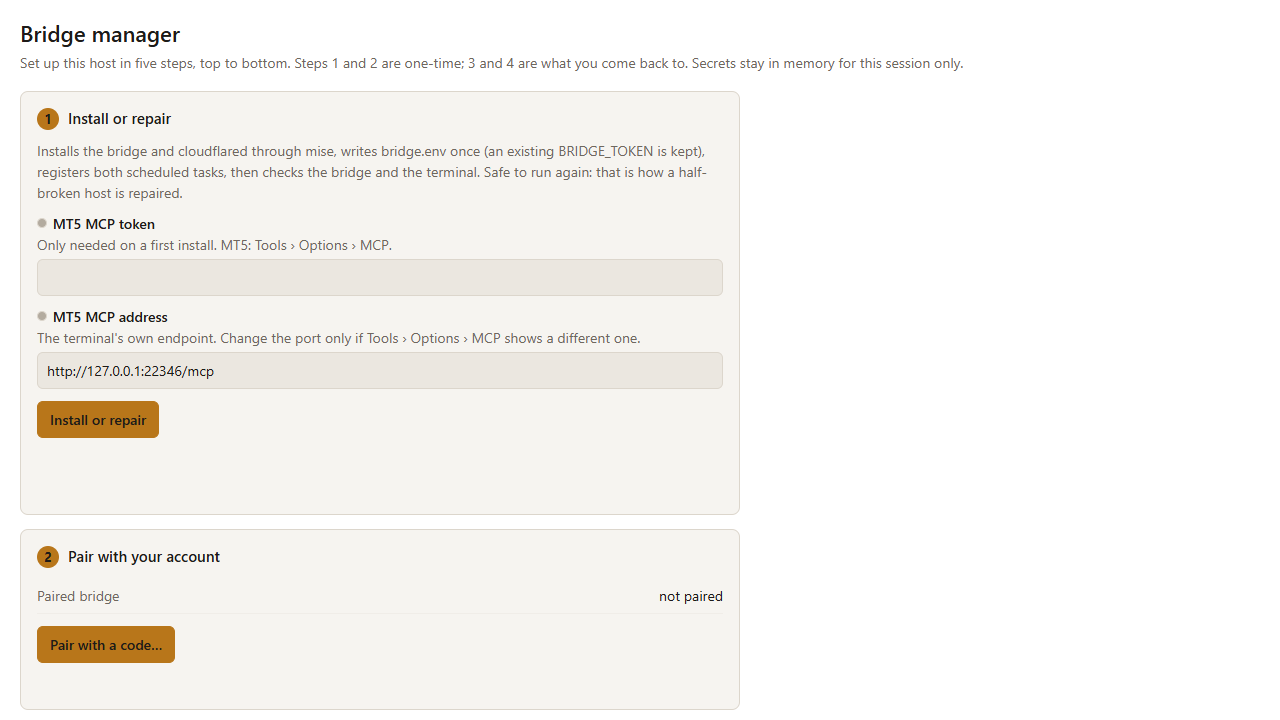 Bridge manager
Set up this host in five steps, top to bottom. Steps 1 and 2 are one-time; 3 and 4 are what you come back to. Secrets stay in memory for this session only.
1 Install or repair
Installs the bridge and cloudflared through mise, writes bridge.env once (an existing BRIDGE_TOKEN is kept),
registers both scheduled tasks, then checks the bridge and the terminal. Safe to run again: that is how a half-
broken host is repaired.
MT5 MCP token
Only needed on a first install. MT5: Tools › Options › MCP.
MT5 MCP address
The terminal's own endpoint. Change the port only if Tools › Options › MCP shows a different one.
http://127.0.0.1:22346/mcp
Install or repair
2 Pair with your account
Paired bridge not paired
Pair with a code...